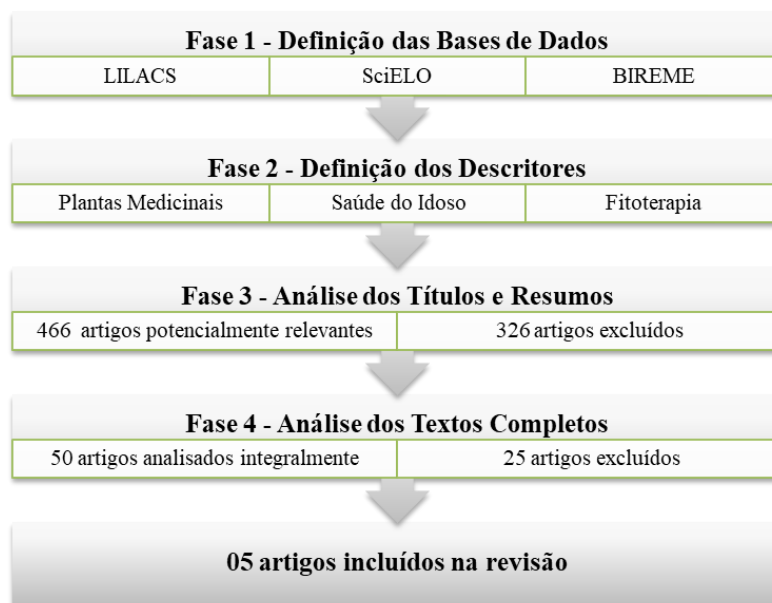 Fase 1 - Definição das Bases de Dados
LILACS SciELO BIREME
Fase 2 - Definição dos Descritores
Plantas Medicinais Saúde do Idoso Fitoterapia
Fase 3 - Análise dos Títulos e Resumos
466 artigos potencialmente relevantes 326 artigos excluídos
Fase 4 - Análise dos Textos Completos
50 artigos analisados integralmente 25 artigos excluídos
05 artigos incluídos na revisão